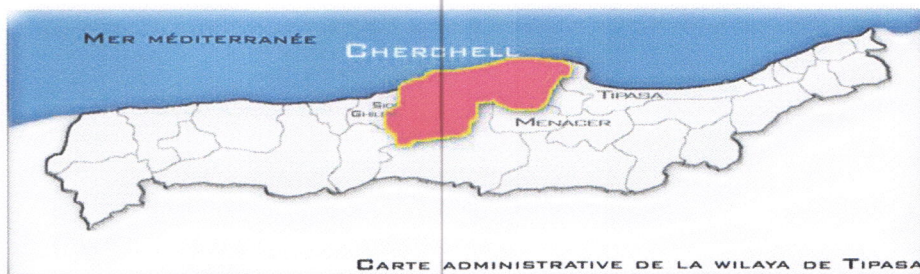 MER MÉDITERRANÉE
CHERCHELL
TIPASA
MENACER
CARTE ADMINISTRATIVE DE LA WILAYA DE TIPASA